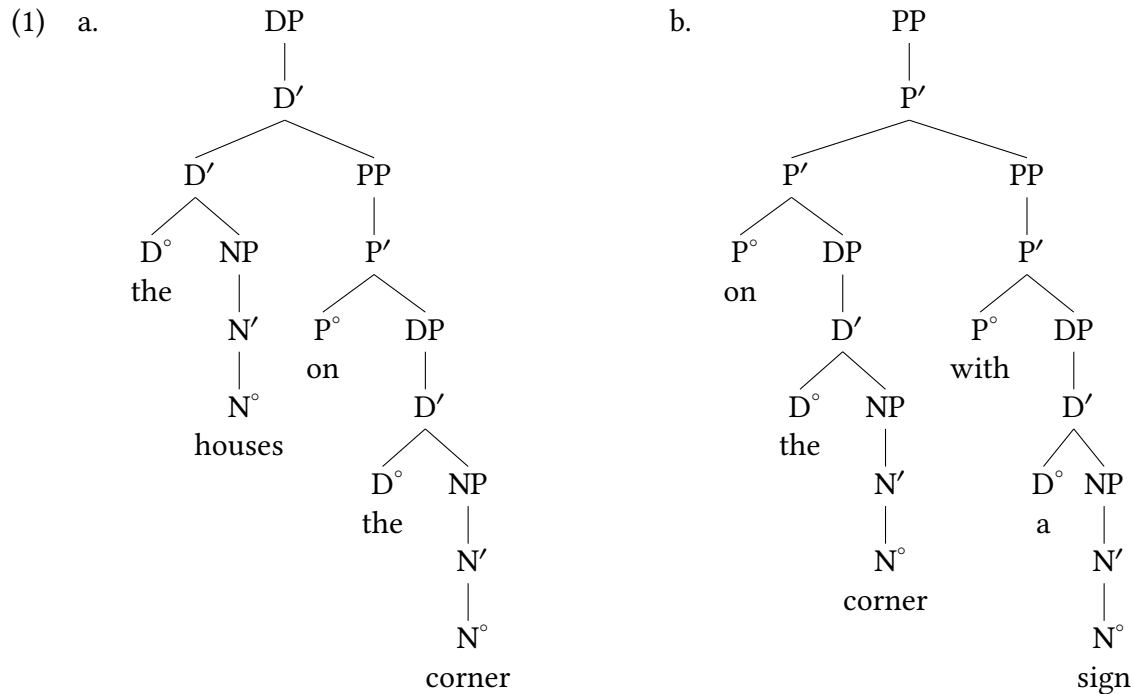 (1) a. DP b. PP
D′ P′
D′ PP P′ PP
D° NP P′ P° DP P′
the on
N′ P° DP D′ P° DP
on with
N° D′ D° NP D′
houses the
D° NP N′ D° NP
the a
N′ N° N′
corner
N° N°
corner sign